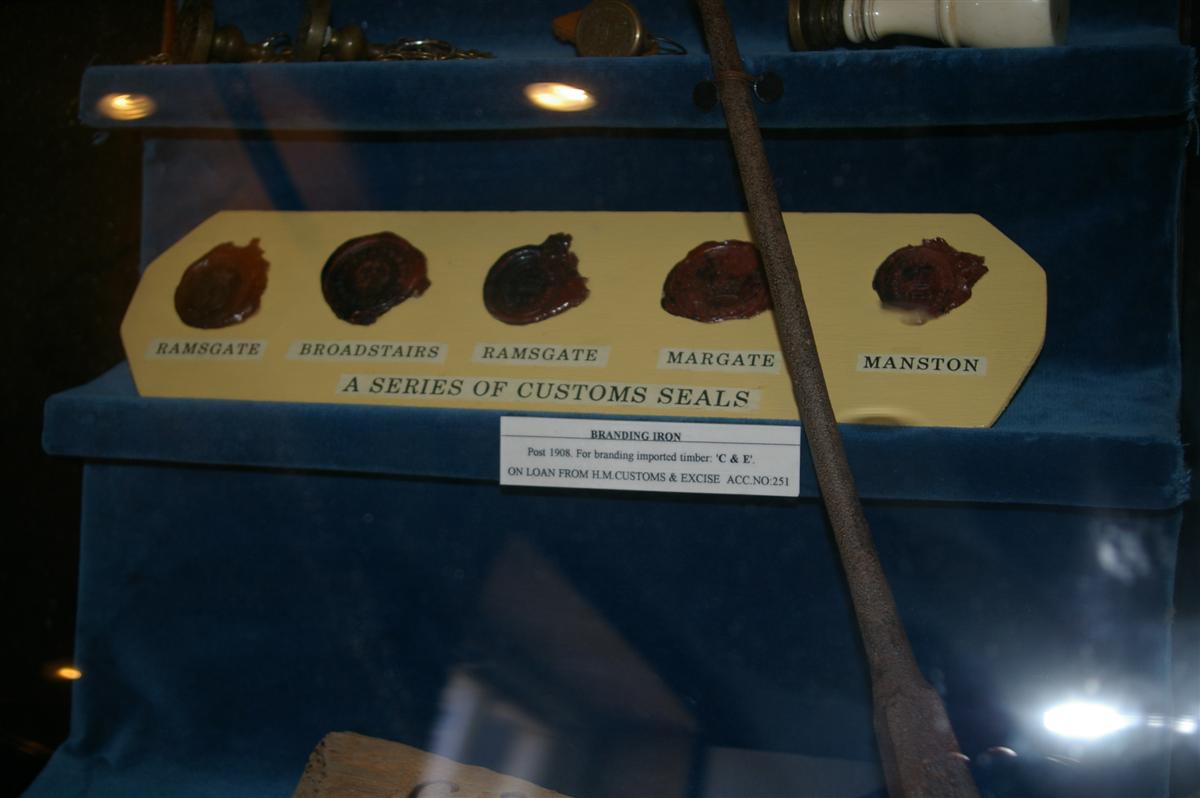 RAMSGATE BROADSTAIRS RAMSGATE MARGATE MANSTON
A SERIES OF CUSTOMS SEALS
BRANDING IRON
Post 1908. For branding imported timber: 'C & E'.
ON LOAN FROM H.M.CUSTOMS & EXCISE ACC.NO:251